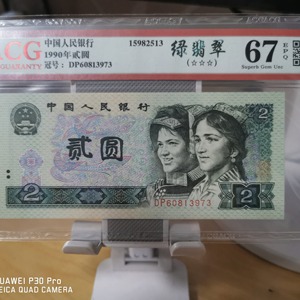 ACG
GUARANTY
中国人民银行
1990年贰圆
冠号：DP60813973
15982513
绿翡翠
(☆☆☆)
67
EPQ
Superb Gem Unc
中国人民银行
贰圆
2
2
DP60813973
HUAWEI P30 Pro
LEICA QUAD CAMERA